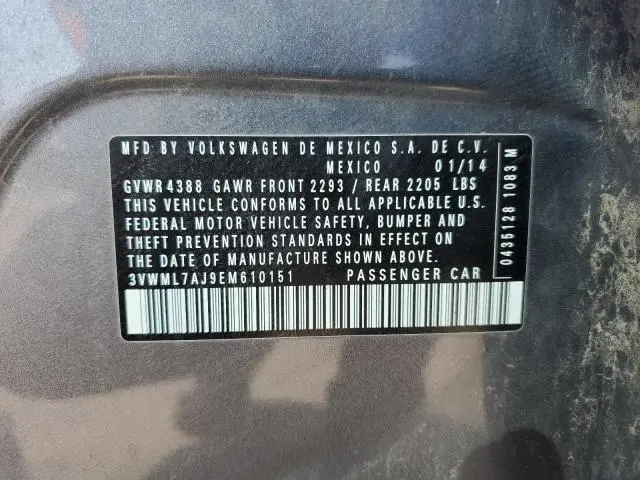 MFD BY VOLKSWAGEN DE MEXICO S.A. DE C.V.
MEXICO 01/14
GVWR 4388 GAWR FRONT 2293 / REAR 2205 LBS
THIS VEHICLE CONFORMS TO ALL APPLICABLE U.S.
FEDERAL MOTOR VEHICLE SAFETY, BUMPER AND
THEFT PREVENTION STANDARDS IN EFFECT ON
THE DATE OF MANUFACTURE SHOWN ABOVE.
3VWML7AJ9EM610151 PASSENGER CAR
0435128 1083 M